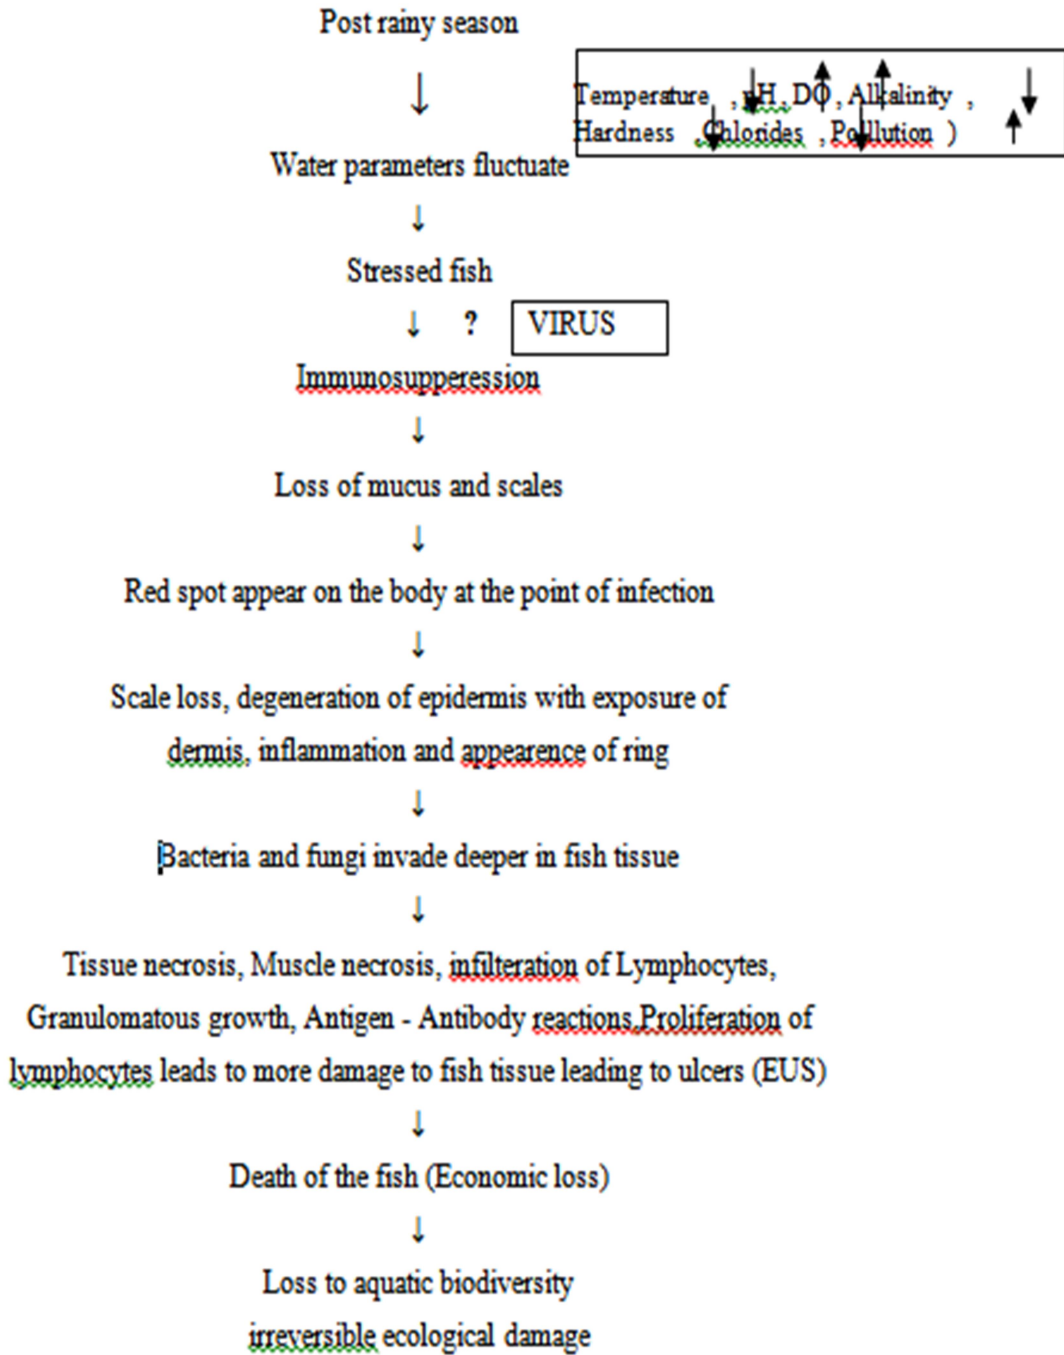 Post rainy season
↓
Temperature , pH, DO, Alkalinity ,
Hardness ,Chlorides , Polllution )
Water parameters fluctuate
↓
Stressed fish
↓ ? VIRUS
Immunosupperession
↓
Loss of mucus and scales
↓
Red spot appear on the body at the point of infection
↓
Scale loss, degeneration of epidermis with exposure of
dermis, inflammation and appearence of ring
↓
Bacteria and fungi invade deeper in fish tissue
↓
Tissue necrosis, Muscle necrosis, infilteration of Lymphocytes,
Granulomatous growth, Antigen - Antibody reactions,Proliferation of
lymphocytes leads to more damage to fish tissue leading to ulcers (EUS)
↓
Death of the fish (Economic loss)
↓
Loss to aquatic biodiversity
irreversible ecological damage